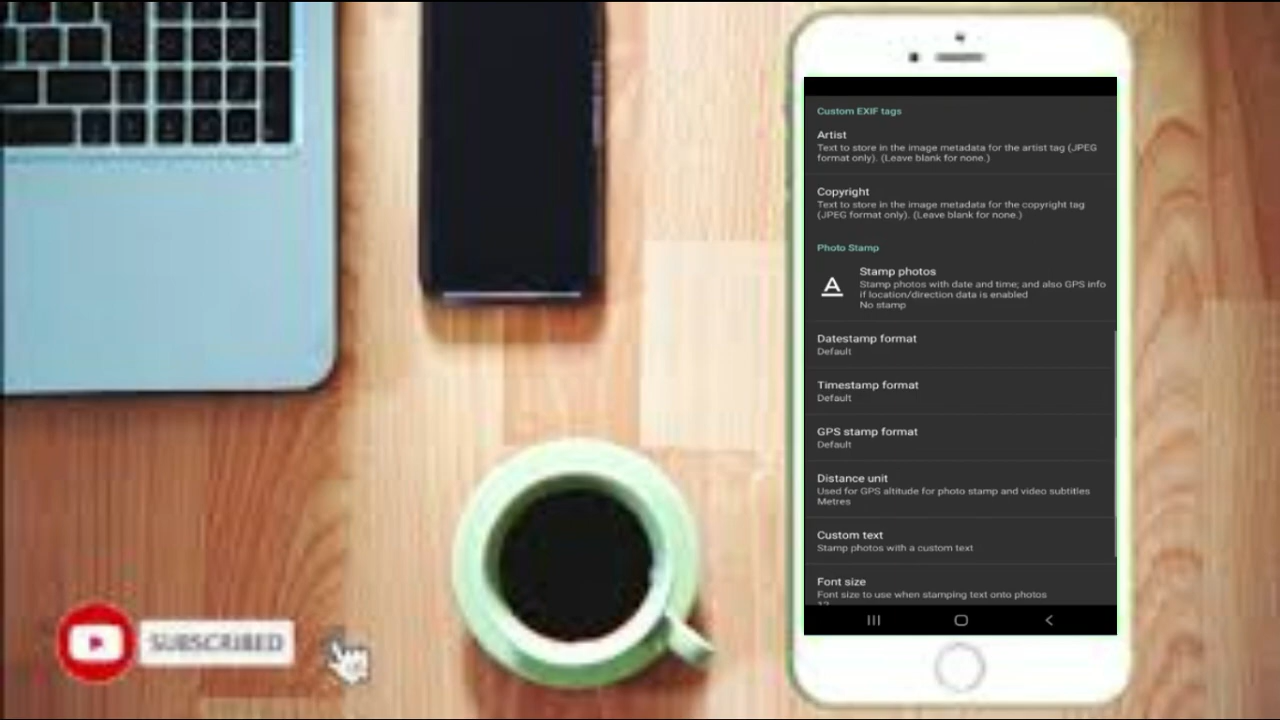 Custom EXIF tags
Artist
Text to store in the image metadata for the artist tag (JPEG
format only). (Leave blank for none.)
Copyright
Text to store in the image metadata for the copyright tag
(JPEG format only). (Leave blank for none.)
Photo Stamp
A
Stamp photos
Stamp photos with date and time; and also GPS info
if location/direction data is enabled
No stamp
Datestamp format
Default
Timestamp format
Default
GPS stamp format
Default
Distance unit
Used for GPS altitude for photo stamp and video subtitles
Metres
Custom text
Stamp photos with a custom text
Font size
Font size to use when stamping text onto photos
SUBSCRIBED